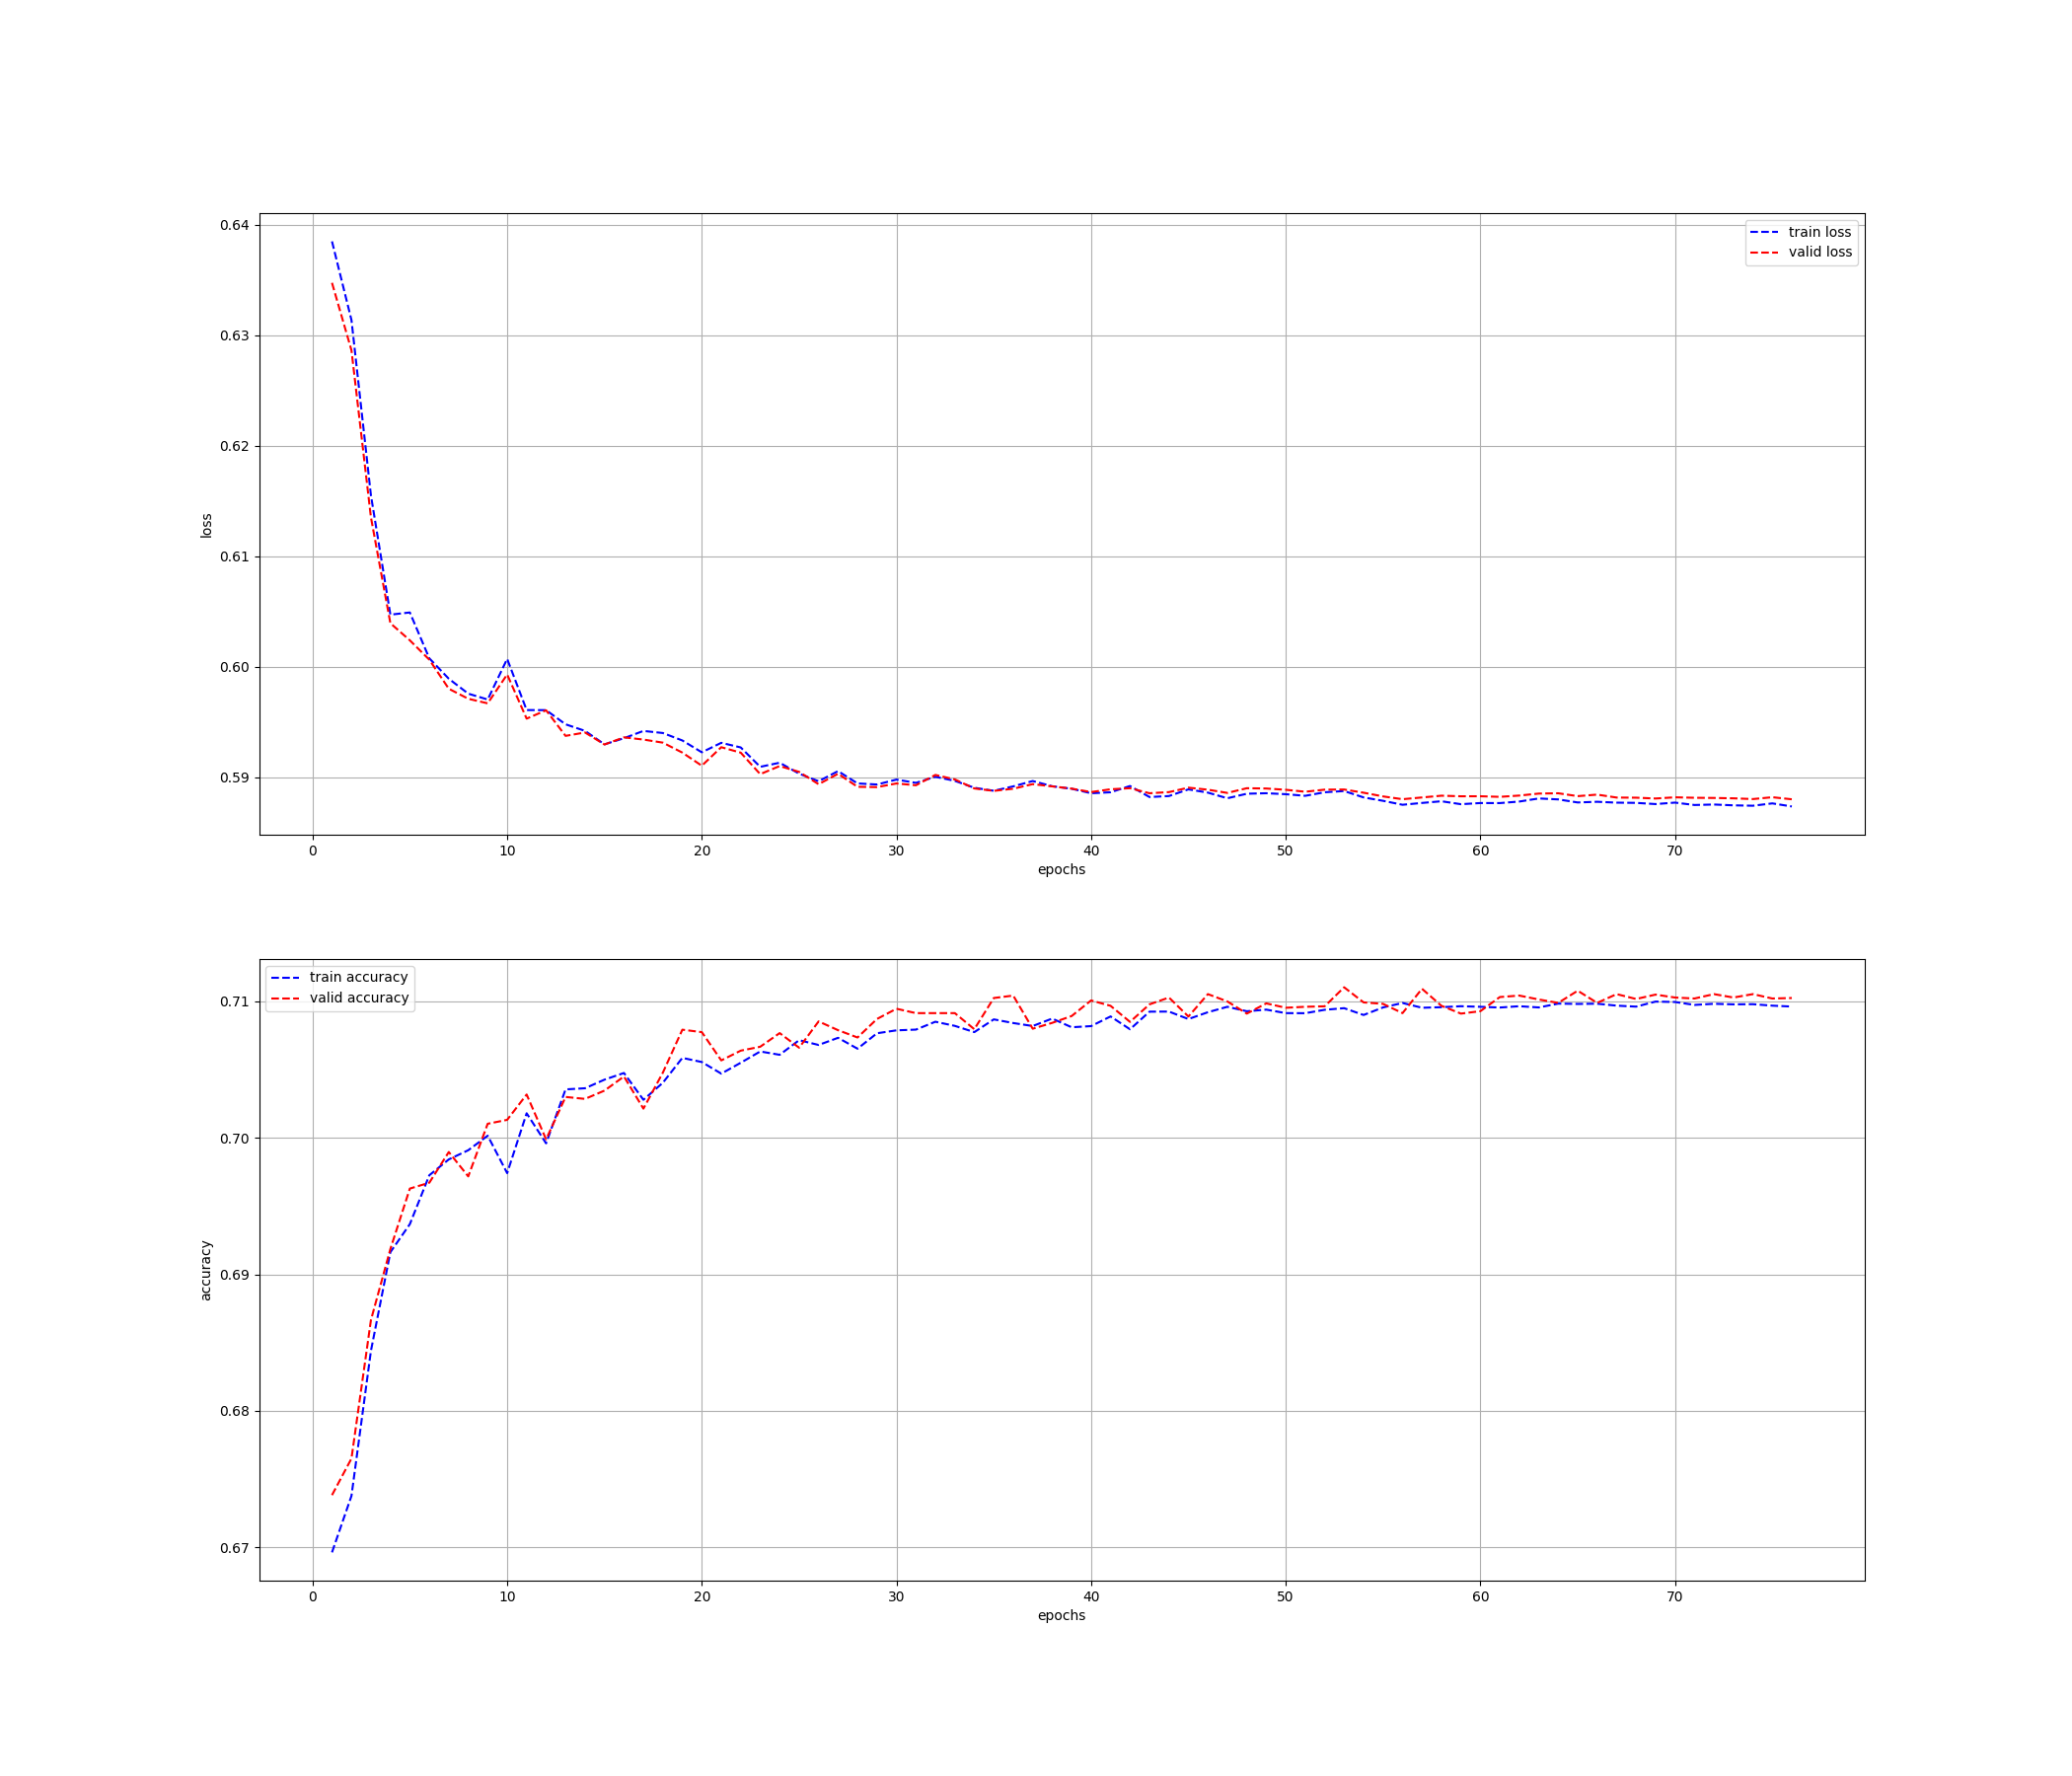 0.64
0.63
0.62
0.61
0.60
0.59
loss
train loss
valid loss
0 10 20 30 40 50 60 70
epochs
train accuracy
valid accuracy
0.71
0.70
0.69
0.68
0.67
accuracy
0 10 20 30 40 50 60 70
epochs